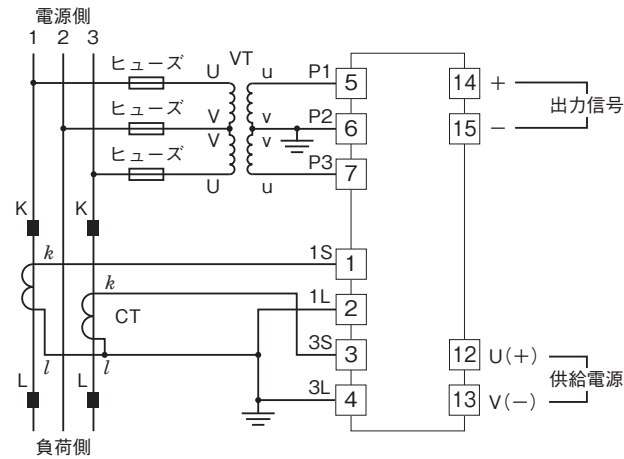 電源側
1 2 3
ヒューズ
VT
U u P1 5
14 +
出力信号
ヒューズ
V v P2 6
15 −
V v
ヒューズ
U u P3 7
K K
k 1S 1
k 1L 2
CT
3S 3
12 U(+)
供給電源
l l
L L
3L 4
13 V(−)
負荷側